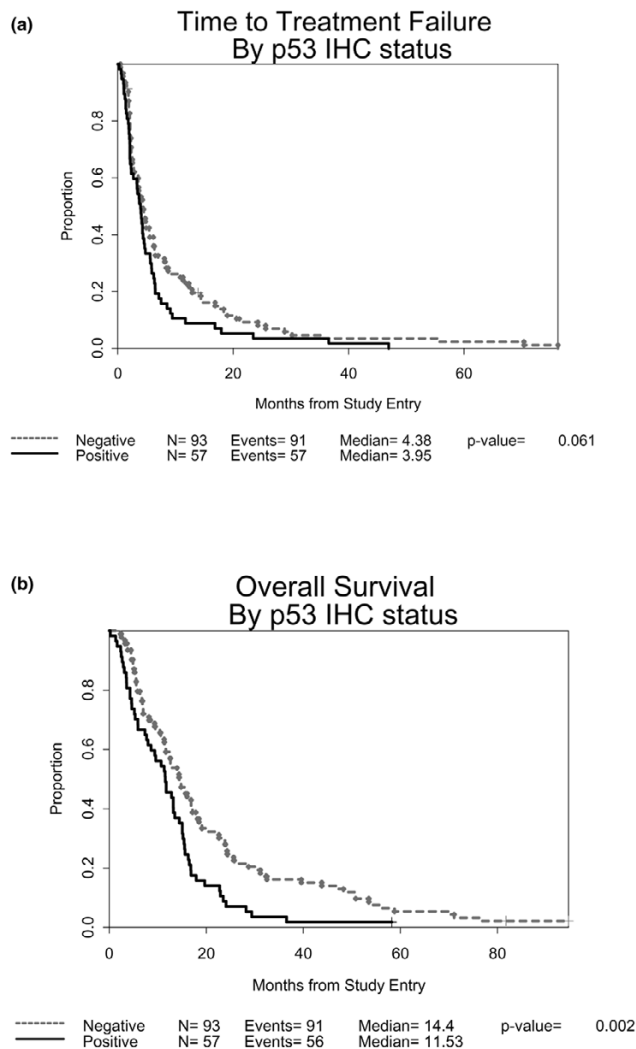 (a)
Time to Treatment Failure
By p53 IHC status
Proportion
0.8
0.6
0.4
0.2
0.0
0 20 40 60
Months from Study Entry
Negative N= 93 Events= 91 Median= 4.38 p-value= 0.061
Positive N= 57 Events= 57 Median= 3.95
(b)
Overall Survival
By p53 IHC status
Proportion
0.8
0.6
0.4
0.2
0.0
0 20 40 60 80
Months from Study Entry
Negative N= 93 Events= 91 Median= 14.4 p-value= 0.002
Positive N= 57 Events= 56 Median= 11.53